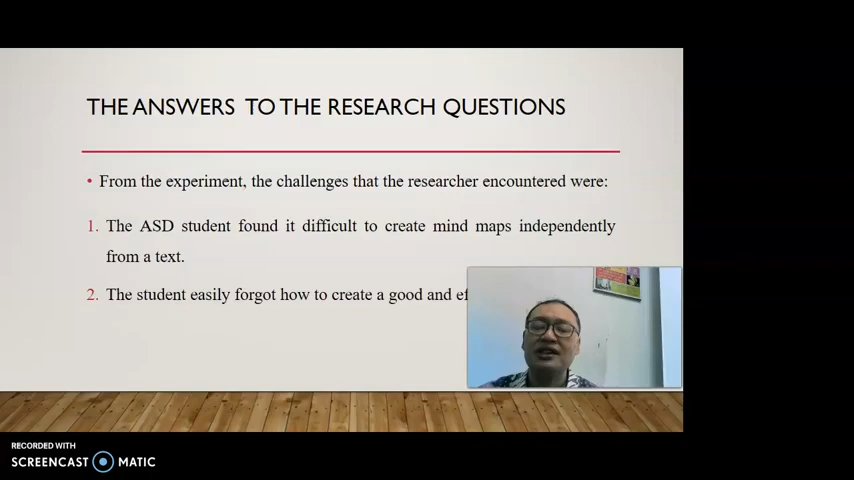 THE ANSWERS TO THE RESEARCH QUESTIONS
• From the experiment, the challenges that the researcher encountered were:
1. The ASD student found it difficult to create mind maps independently
from a text.
2. The student easily forgot how to create a good and ef
RECORDED WITH
SCREENCAST MATIC